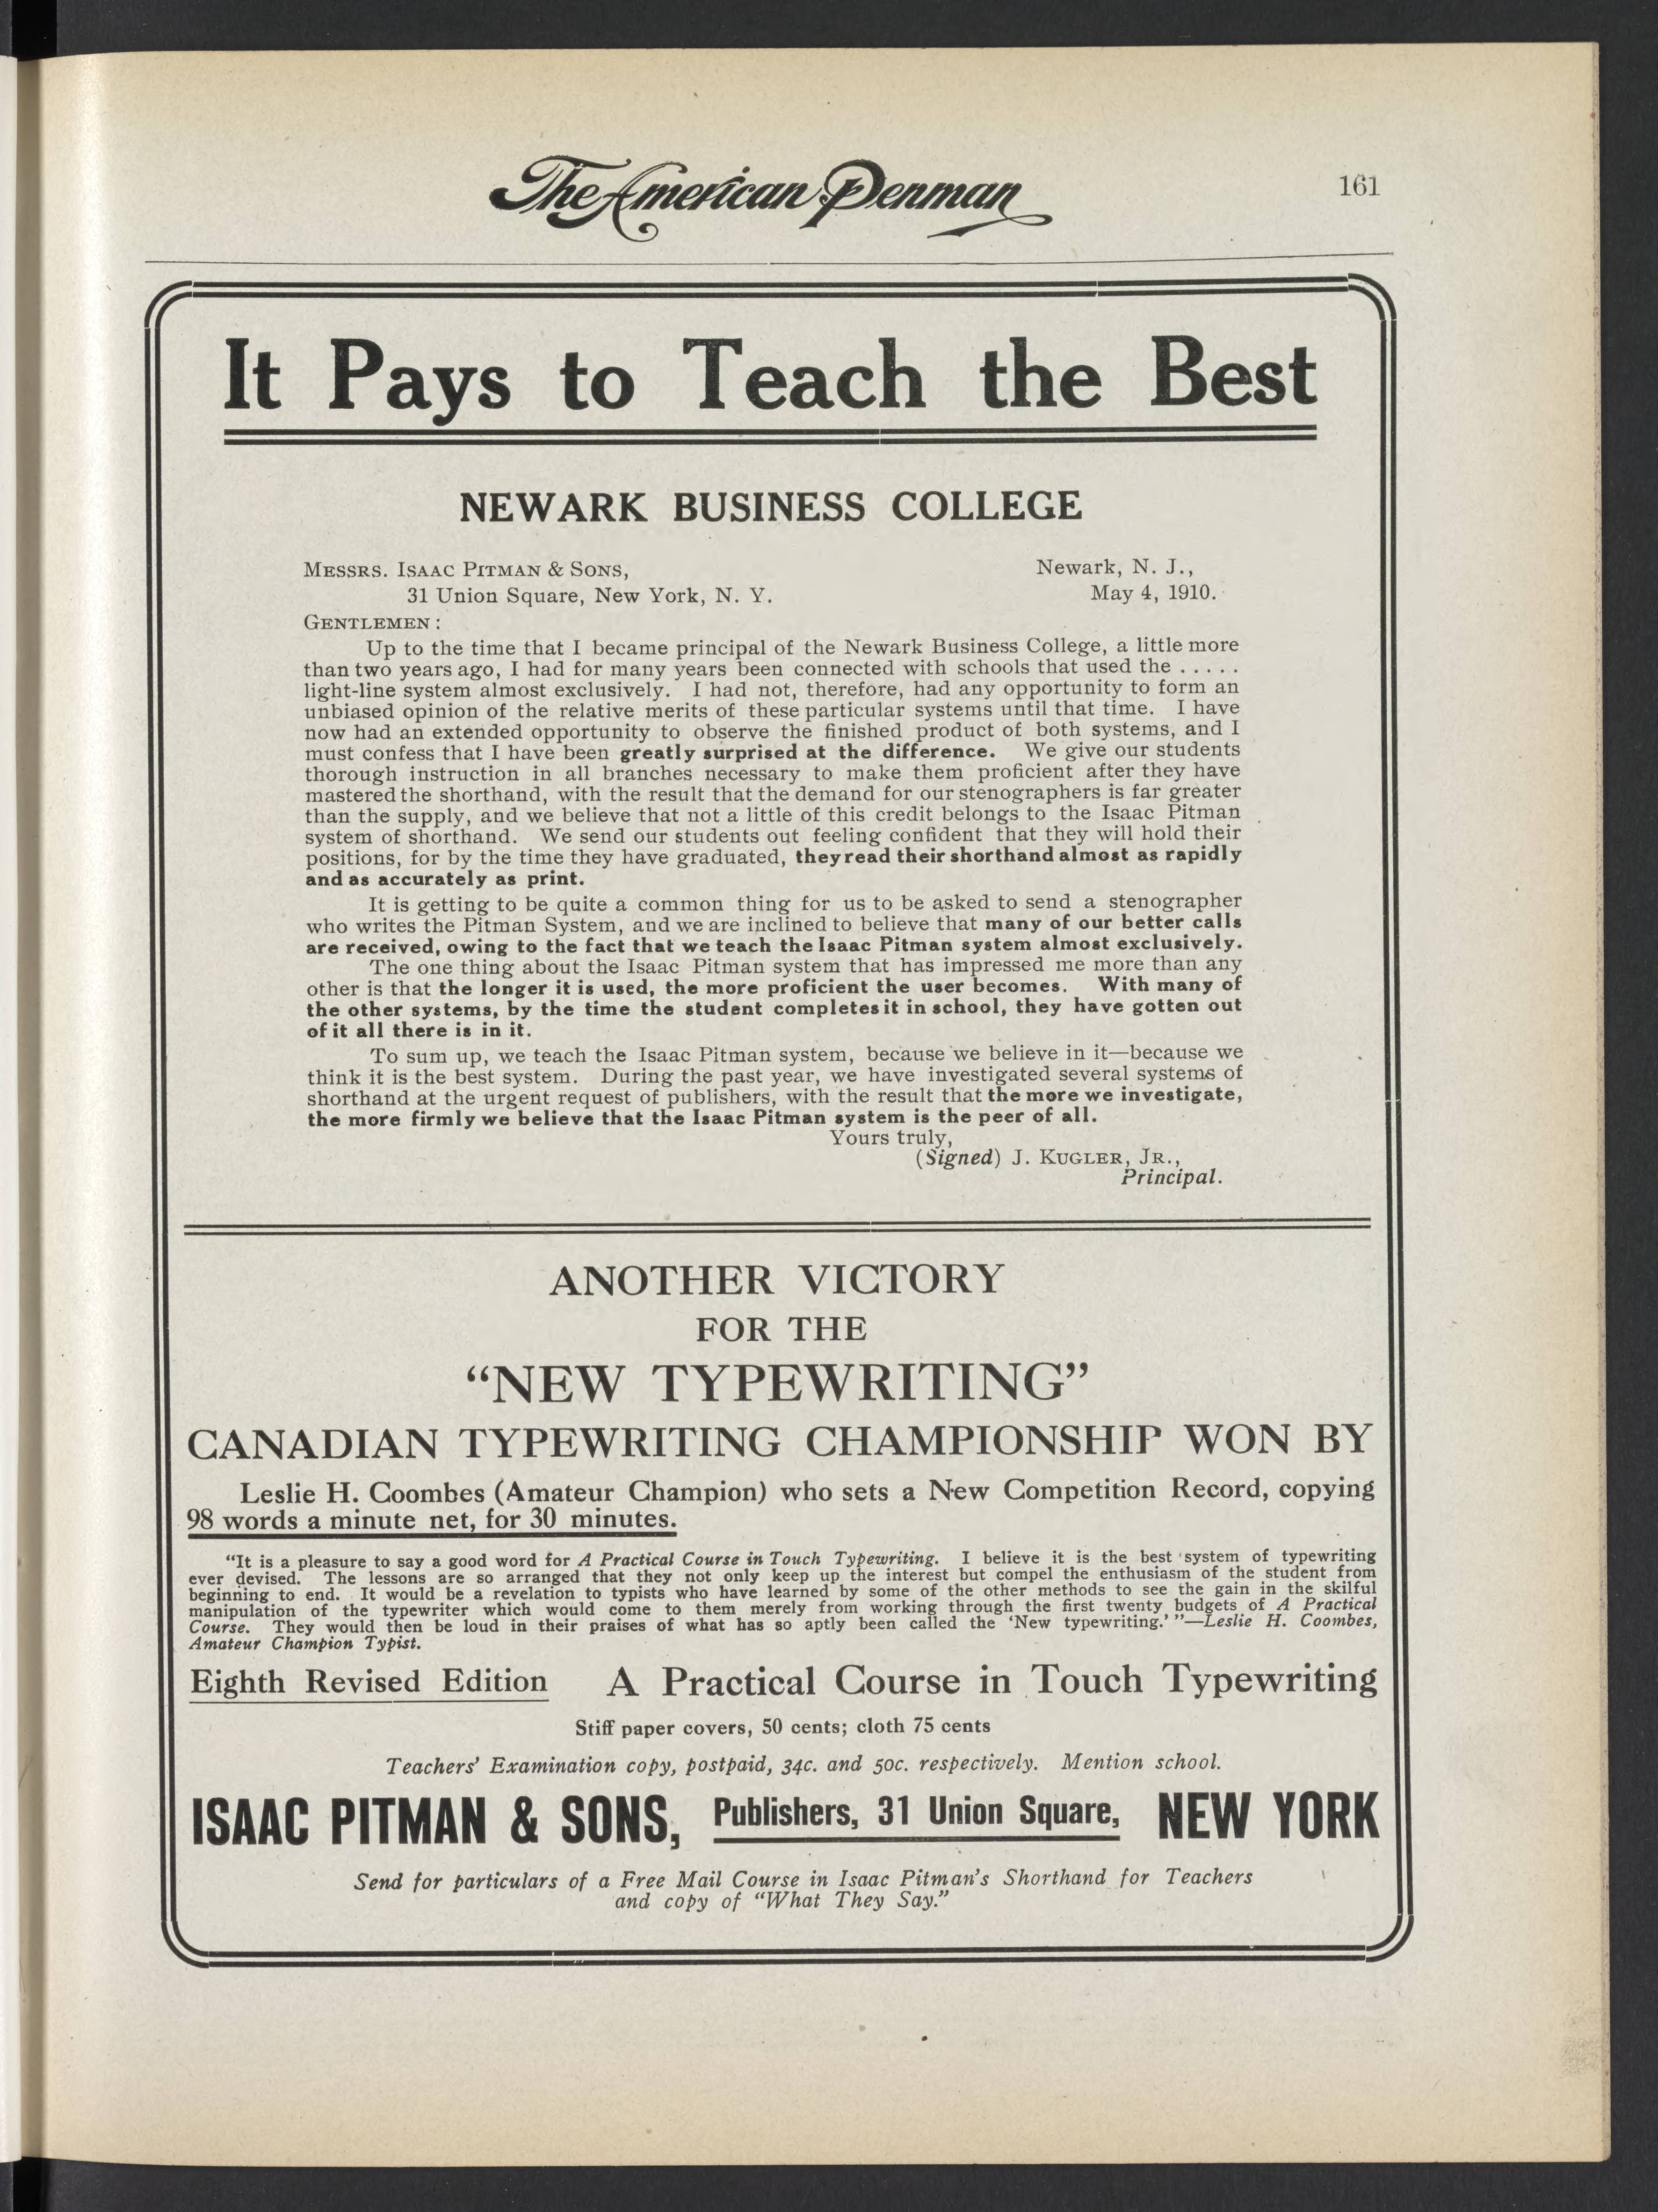 The American Penman
161
It Pays to Teach the Best
NEWARK BUSINESS COLLEGE
MESSRS. ISAAC PITMAN & SONS,
Newark, N. J.,
31 Union Square, New York, N. Y.
May 4, 1910.
GENTLEMEN:
Up to the time that I became principal of the Newark Business College, a little more
than two years ago, I had for many years been connected with schools that used the . . . . .
light-line system almost exclusively. I had not, therefore, had any opportunity to form an
unbiased opinion of the relative merits of these particular systems until that time. I have
now had an extended opportunity to observe the finished product of both systems, and I
must confess that I have been greatly surprised at the difference. We give our students
thorough instruction in all branches necessary to make them proficient after they have
mastered the shorthand, with the result that the demand for our stenographers is far greater
than the supply, and we believe that not a little of this credit belongs to the Isaac Pitman
system of shorthand. We send our students out feeling confident that they will hold their
positions, for by the time they have graduated, they read their shorthand almost as rapidly
and as accurately as print.
It is getting to be quite a common thing for us to be asked to send a stenographer
who writes the Pitman System, and we are inclined to believe that many of our better calls
are received, owing to the fact that we teach the Isaac Pitman system almost exclusively.
The one thing about the Isaac Pitman system that has impressed me more than any
other is that the longer it is used, the more proficient the user becomes. With many of
the other systems, by the time the student completes it in school, they have gotten out
of it all there is in it.
To sum up, we teach the Isaac Pitman system, because we believe in it—because we
think it is the best system. During the past year, we have investigated several systems of
shorthand at the urgent request of publishers, with the result that the more we investigate,
the more firmly we believe that the Isaac Pitman system is the peer of all.
Yours truly,
(Signed) J. KUGLER, JR.,
Principal.
ANOTHER VICTORY
FOR THE
“NEW TYPEWRITING”
CANADIAN TYPEWRITING CHAMPIONSHIP WON BY
Leslie H. Coombes (Amateur Champion) who sets a New Competition Record, copying
98 words a minute net, for 30 minutes.
“It is a pleasure to say a good word for A Practical Course in Touch Typewriting. I believe it is the best system of typewriting
ever devised. The lessons are so arranged that they not only keep up the interest but compel the enthusiasm of the student from
beginning to end. It would be a revelation to typists who have learned by some of the other methods to see the gain in the skilful
manipulation of the typewriter which would come to them merely from working through the first twenty budgets of A Practical
Course. They would then be loud in their praises of what has so aptly been called the ‘New typewriting.’”—Leslie H. Coombes,
Amateur Champion Typist.
Eighth Revised Edition A Practical Course in Touch Typewriting
Stiff paper covers, 50 cents; cloth 75 cents
Teachers’ Examination copy, postpaid, 34c. and 50c. respectively. Mention school.
ISAAC PITMAN & SONS, Publishers, 31 Union Square, NEW YORK
Send for particulars of a Free Mail Course in Isaac Pitman’s Shorthand for Teachers
and copy of “What They Say.”